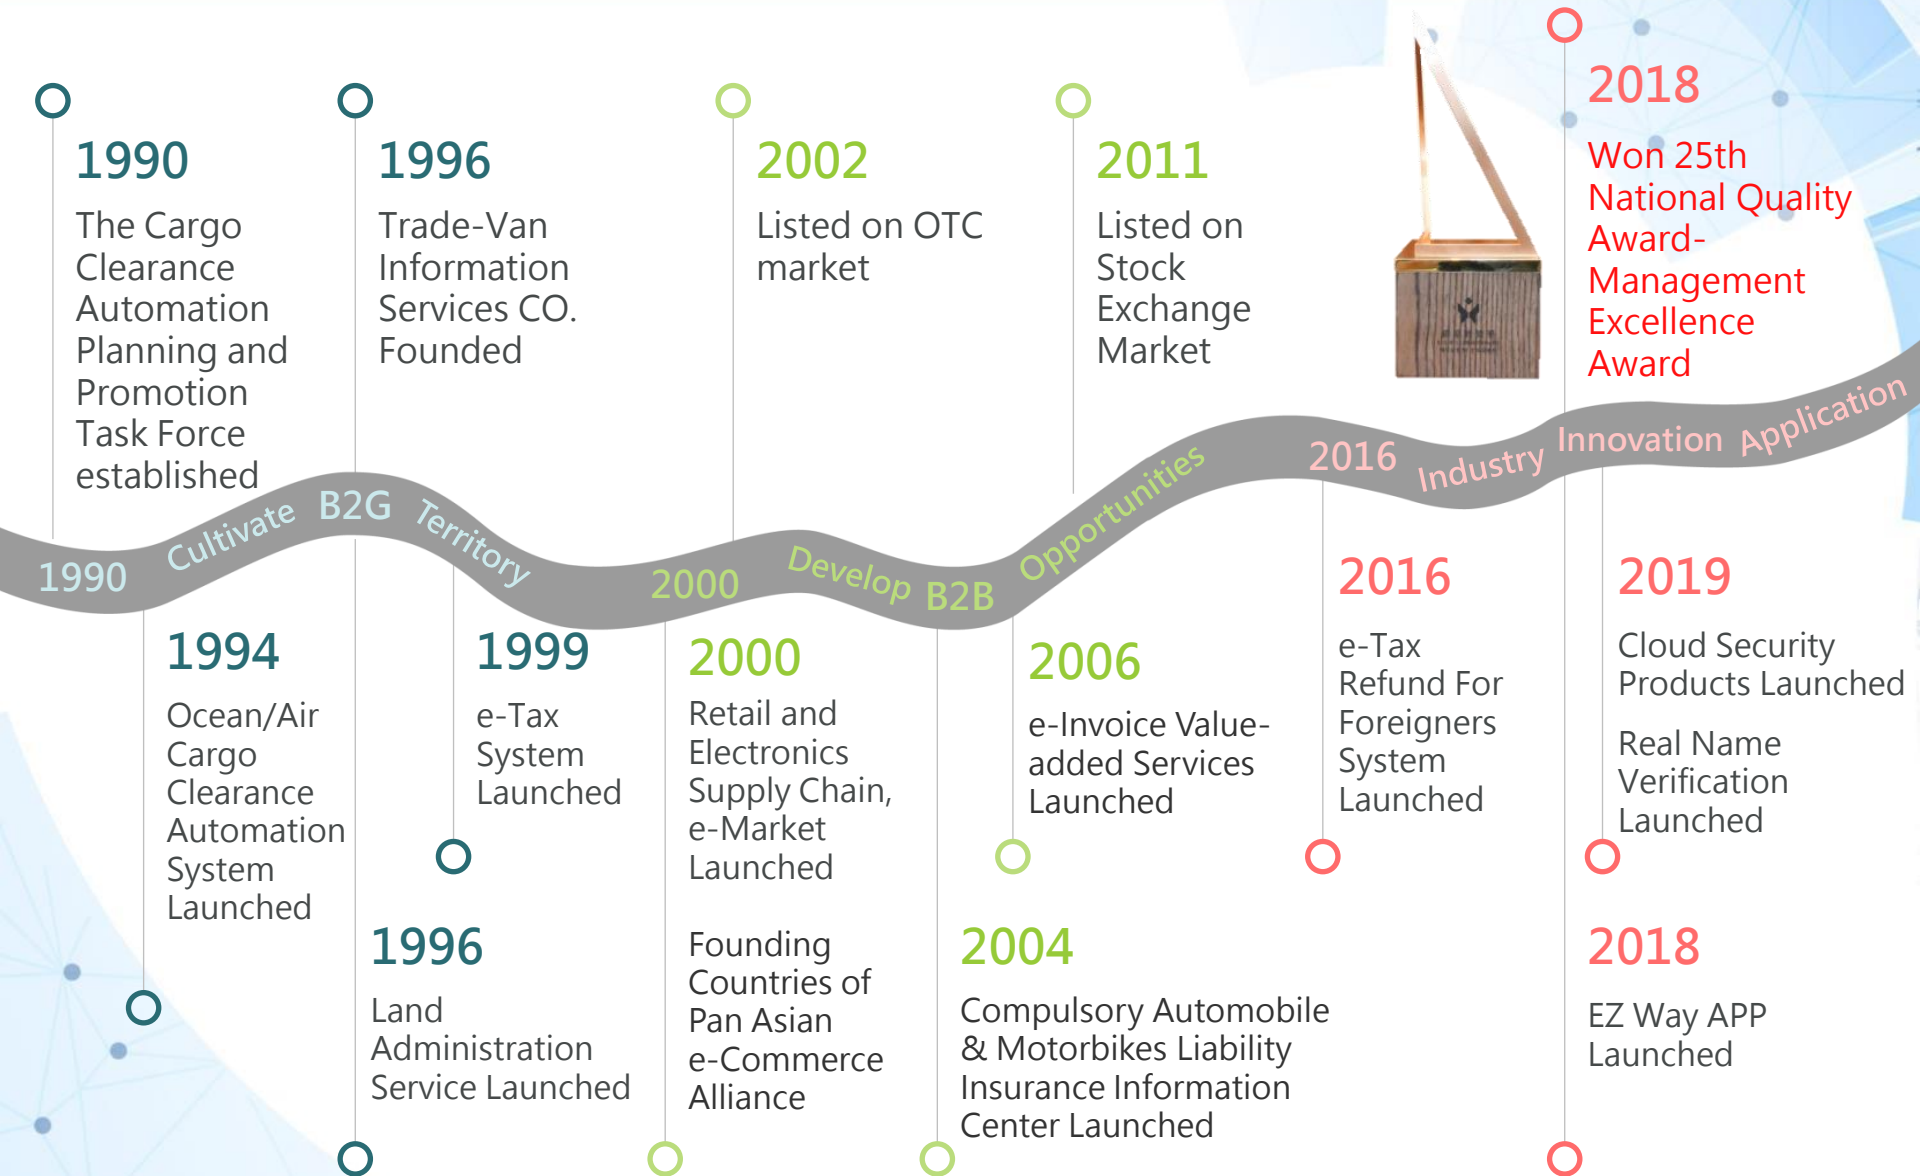 1990
The Cargo
Clearance
Automation
Planning and
Promotion
Task Force
established
1996
Trade-Van
Information
Services CO.
Founded
2002
Listed on OTC
market
2011
Listed on
Stock
Exchange
Market
2018
Won 25th
National Quality
Award-
Management
Excellence
Award
1990 Cultivate B2G Territory
2000 Develop B2B Opportunities
2016 Industry Innovation Application
1994
Ocean/Air
Cargo
Clearance
Automation
System
Launched
1996
Land
Administration
Service Launched
1999
e-Tax
System
Launched
2000
Retail and
Electronics
Supply Chain,
e-Market
Launched
Founding
Countries of
Pan Asian
e-Commerce
Alliance
2004
Compulsory Automobile
& Motorbikes Liability
Insurance Information
Center Launched
2006
e-Invoice Value-
added Services
Launched
2016
e-Tax
Refund For
Foreigners
System
Launched
2019
Cloud Security
Products Launched
Real Name
Verification
Launched
2018
EZ Way APP
Launched